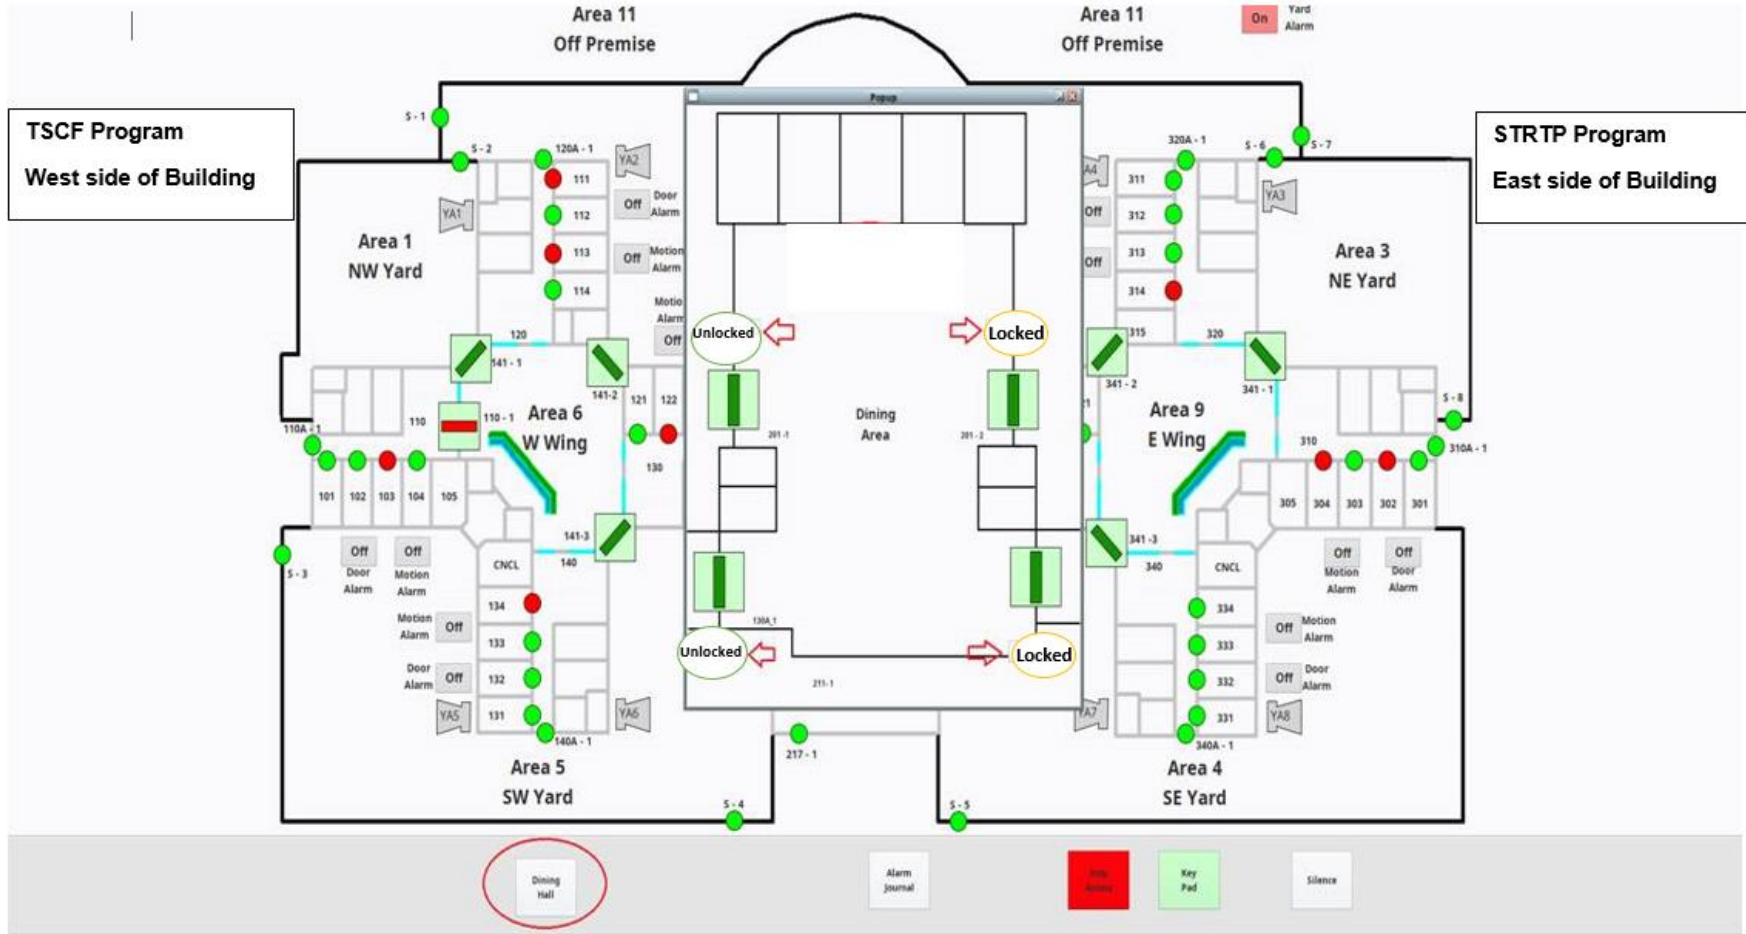 Area 11
Off Premise
Area 11
Off Premise
On
Yard
Alarm
TSCF Program
West side of Building
STRTP Program
East side of Building
Popup
S - 1
S - 2
120A - 1
YA2
111
112
113
114
Off
Door
Alarm
Off
Motion
Alarm
Motio
Alarm
Off
YA1
Area 1
NW Yard
120
141 - 1
141-2
110
110 - 1
110A - 1
Area 6
W Wing
121
122
130
101
102
103
104
105
141-3
140
S - 3
Off
Door
Alarm
Off
Motion
Alarm
CNCL
134
133
132
131
Motion
Alarm
Off
Door
Alarm
Off
YA5
YA6
140A - 1
Area 5
SW Yard
S - 4
Unlocked
Locked
Dining
Area
201 -1
201 - 2
130A_1
Unlocked
Locked
211- 1
217 - 1
A4
Off
Off
320A - 1
S - 6
S - 7
311
312
313
314
315
YA3
Area 3
NE Yard
320
341 - 2
341 - 1
21
Area 9
E Wing
310
S - 8
310A - 1
305
304
303
302
301
341 -3
340
CNCL
334
333
332
331
Off
Motion
Alarm
Off
Door
Alarm
Off
Motion
Alarm
Off
Door
Alarm
YA7
YA8
340A - 1
Area 4
SE Yard
S - 5
Dining
Hall
Alarm
Journal
Key
Pad
Silence